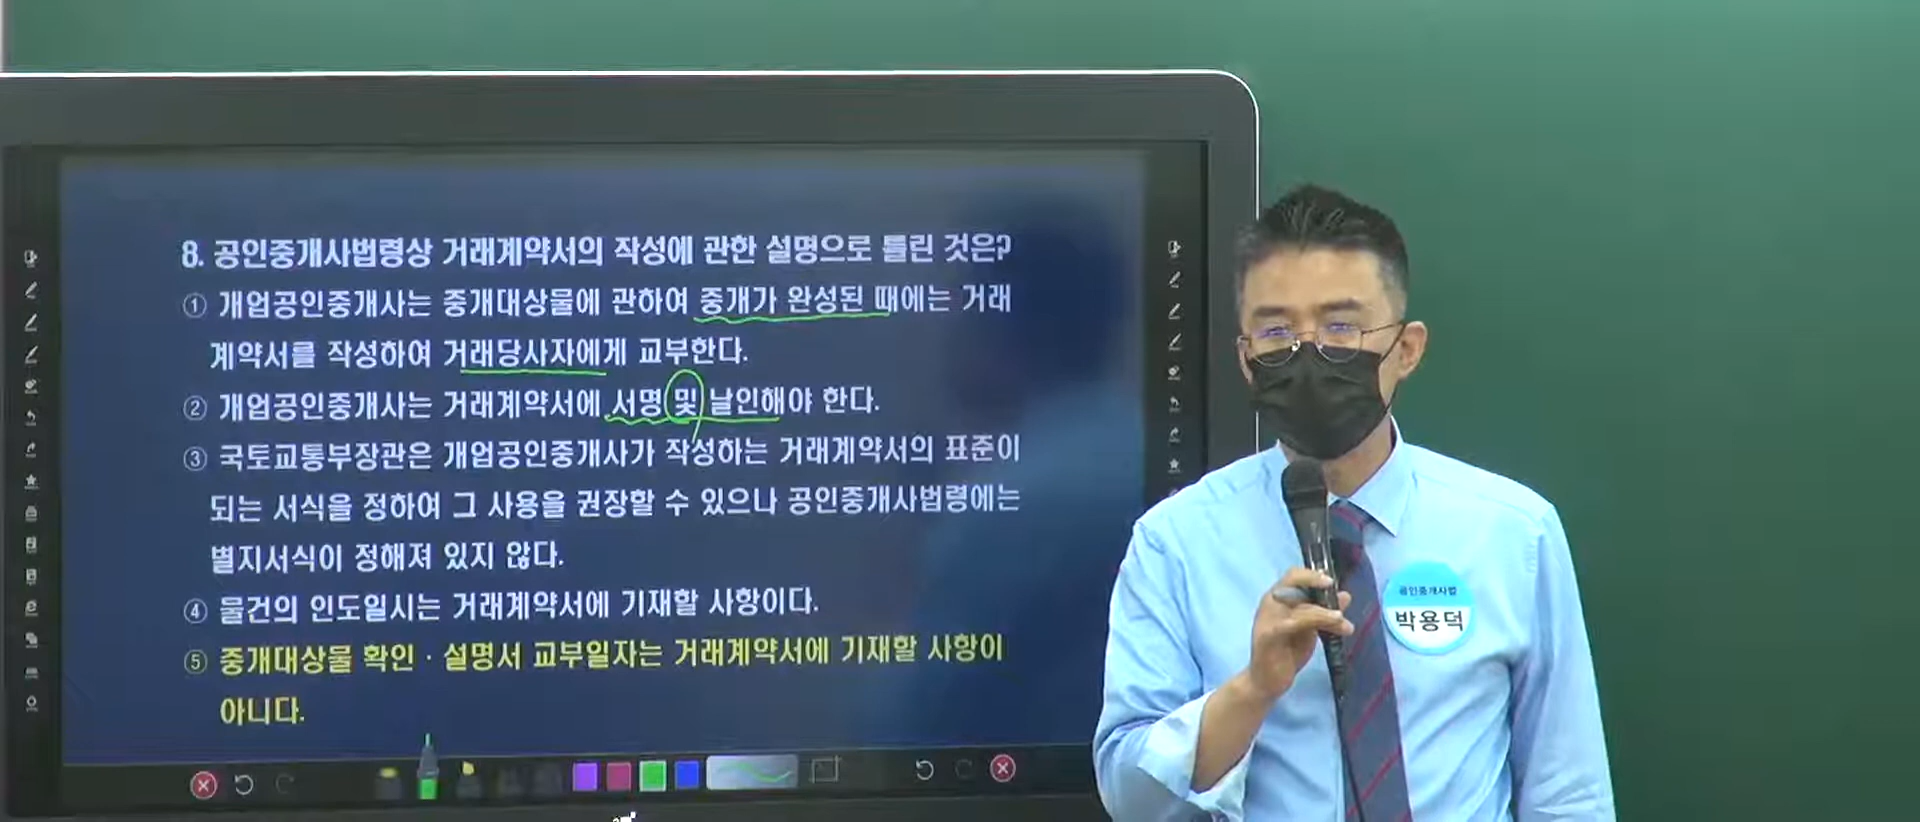 8. 공인중개사법령상 거래계약서의 작성에 관한 설명으로 틀린 것은?
① 개업공인중개사는 중개대상물에 관하여 중개가 완성된 때에는 거래
계약서를 작성하여 거래당사자에게 교부한다.
② 개업공인중개사는 거래계약서에 서명 및 날인해야 한다.
③ 국토교통부장관은 개업공인중개사가 작성하는 거래계약서의 표준이
되는 서식을 정하여 그 사용을 권장할 수 있으나 공인중개사법령에는
별지서식이 정해져 있지 않다.
④ 물건의 인도일시는 거래계약서에 기재할 사항이다.
⑤ 중개대상물 확인 · 설명서 교부일자는 거래계약서에 기재할 사항이
아니다.
공인중개사법
박용덕